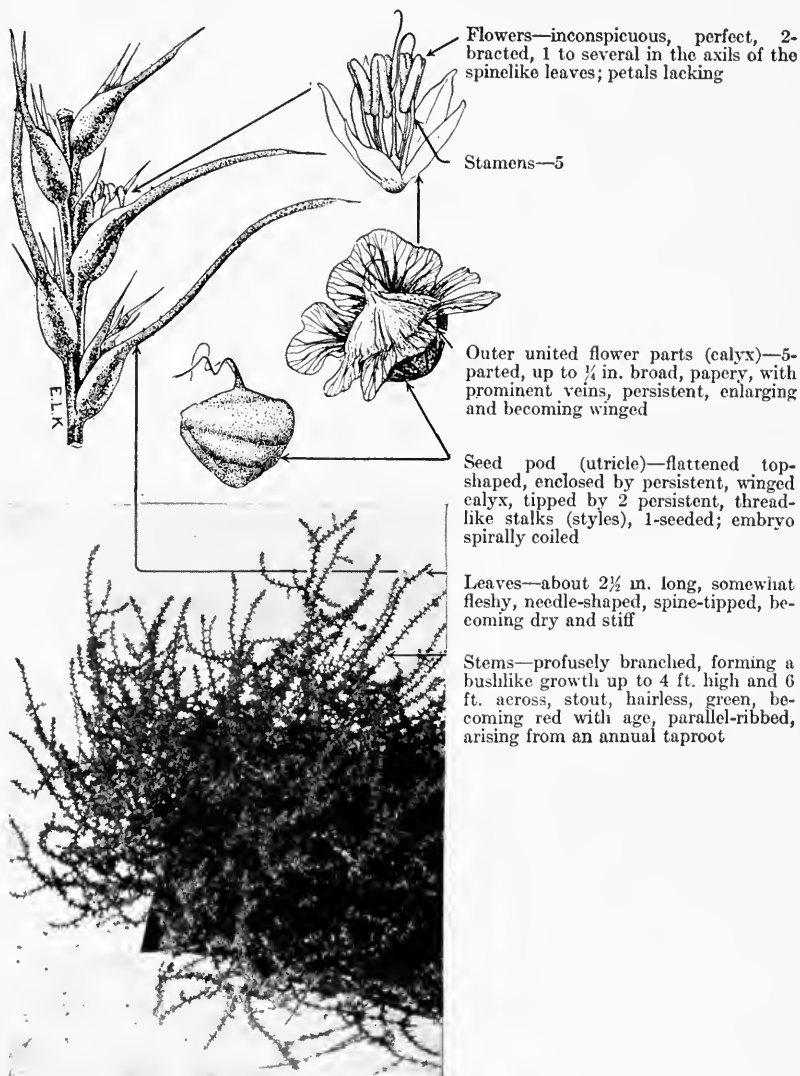 Flowers—inconspicuous, perfect, 2-
bracted, 1 to several in the axils of the
spinelike leaves; petals lacking
Stamens—5
Outer united flower parts (calyx)—5-
parted, up to ¼ in. broad, papery, with
prominent veins, persistent, enlarging
and becoming winged
E.L.K
Seed pod (utricle)—flattened top-
shaped, enclosed by persistent, winged
calyx, tipped by 2 persistent, thread-
like stalks (styles), 1-seeded; embryo
spirally coiled
Leaves—about 2½ in. long, somewhat
fleshy, needle-shaped, spine-tipped, be-
coming dry and stiff
Stems—profusely branched, forming a
bushlike growth up to 4 ft. high and 6
ft. across, stout, hairless, green, be-
coming red with age, parallel-ribbed,
arising from an annual taproot